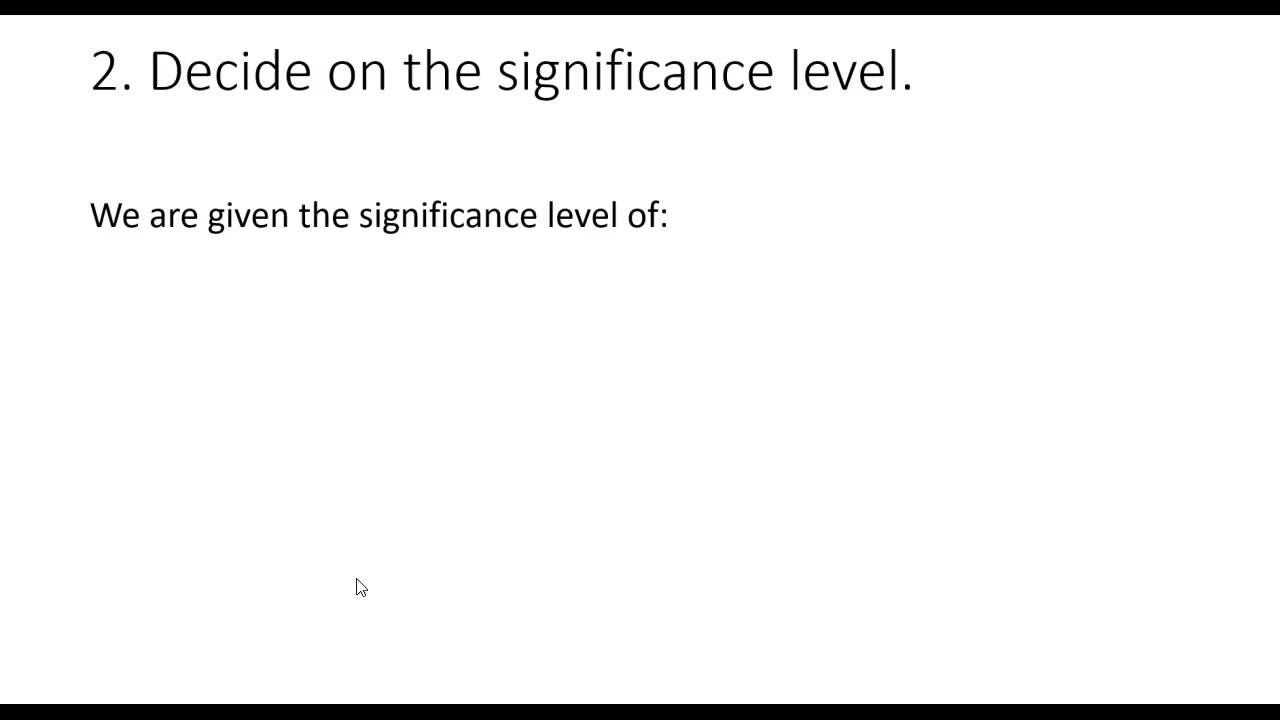 2. Decide on the significance level.
We are given the significance level of: